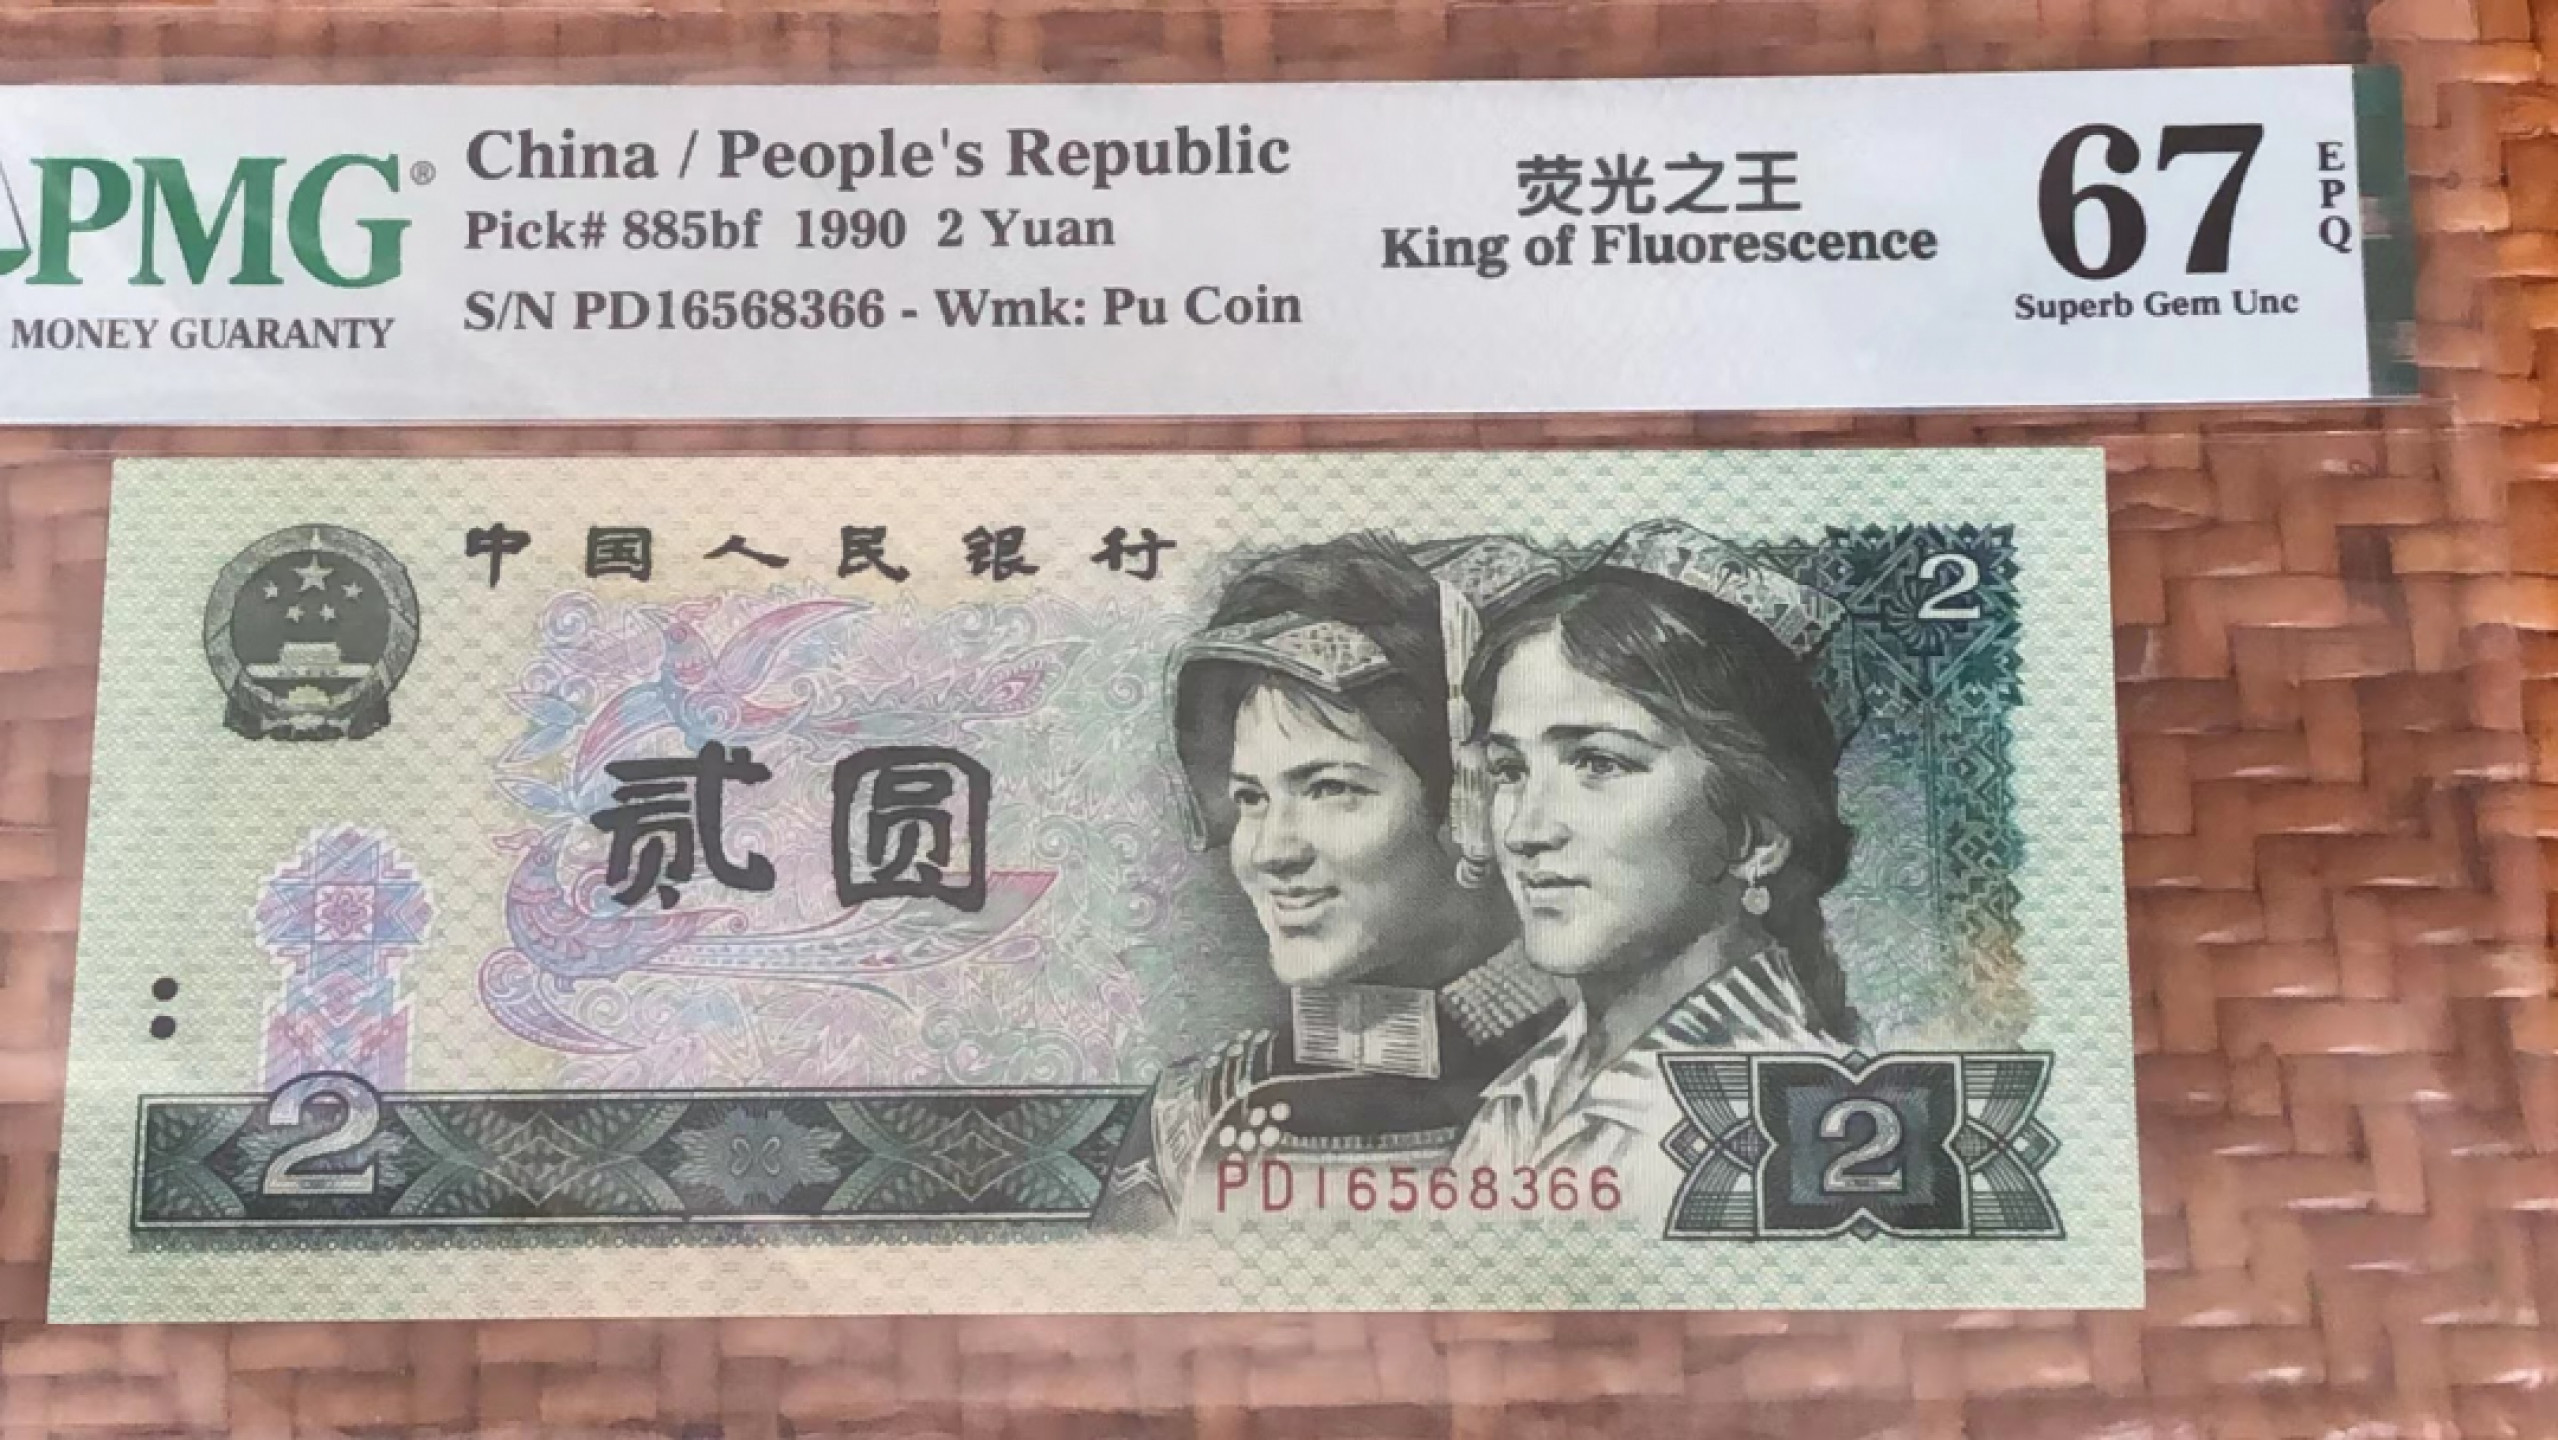 PMG®
MONEY GUARANTY
China / People's Republic
Pick# 885bf 1990 2 Yuan
S/N PD16568366 - Wmk: Pu Coin
荧光之王
King of Fluorescence
67
EPQ
Superb Gem Unc
中国人民银行
2
贰圆
2
PD16568366
2